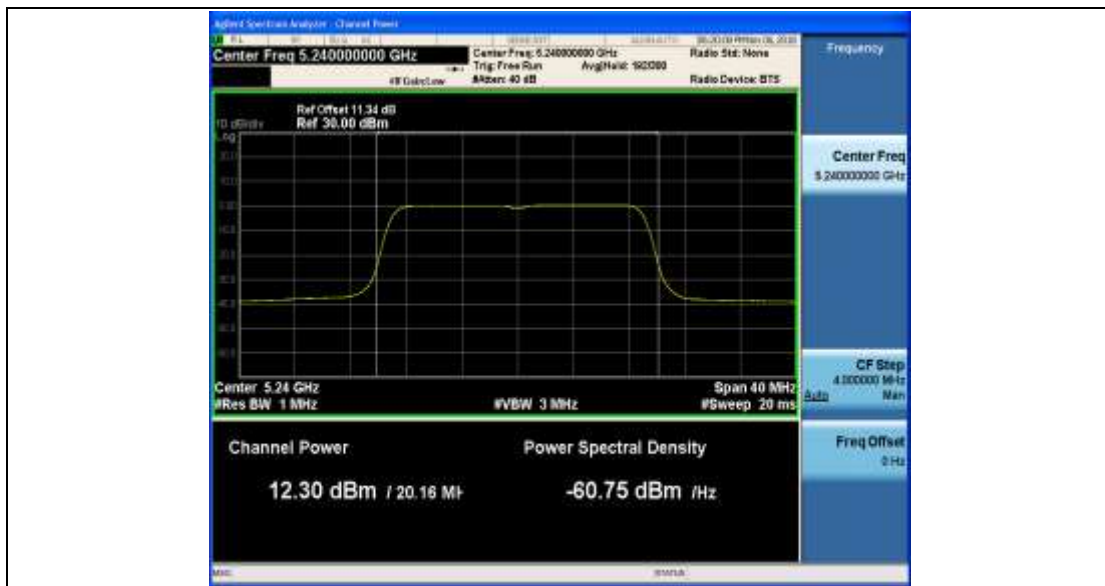 Agilent Spectrum Analyzer - Channel Power
Center Freq 5.240000000 GHz
Center Freq: 5.240000000 GHz
Radio Std: None
Trig: Free Run
Avg|Hold:
#IFGain:Low
#Atten: 40 dB
Radio Device: BTS
Frequency
Ref Offset 11.34 dB
10 dB/div
Ref 30.00 dBm
Log
Center Freq
5.240000000 GHz
Center 5.24 GHz
Span 40 MHz
#Res BW 1 MHz
#VBW 3 MHz
#Sweep 20 ms
CF Step
4.000000 MHz
Auto
Man
Channel Power
Power Spectral Density
Freq Offset
0 Hz
12.30 dBm / 20.16 MH
-60.75 dBm /Hz
MSG
STATUS